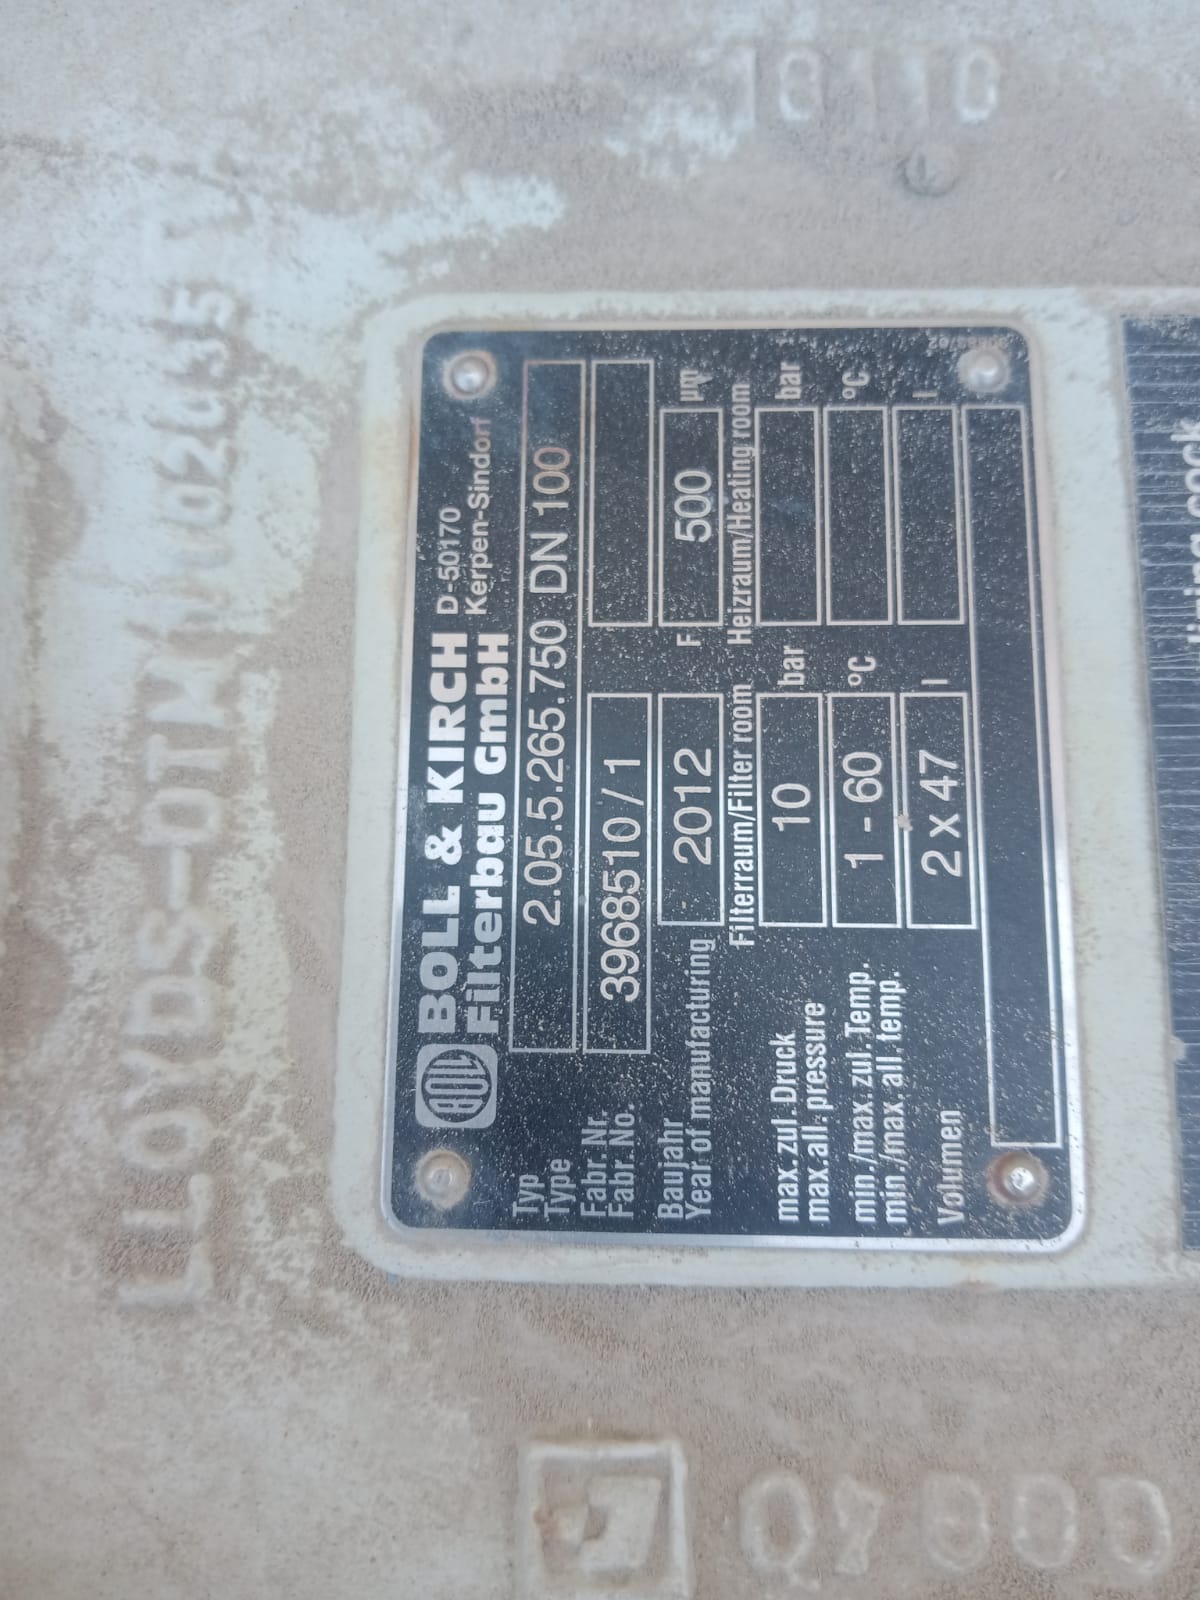 LLOYDS-DTM
BOLL
BOLL & KIRCH D-50170
Filterbau GmbH Kerpen-Sindorf
Typ
Type 2.05.5.265.750 DN 100
Fabr.Nr.
Fabr.No. 3968510 / 1
Baujahr
Year of manufacturing 2012 F 500 µm
Filterraum/Filter room Heizraum/Heating room
max. zul. Druck
max. all. pressure 10 bar bar
min./max. zul. Temp.
min./max. all. temp. 1 - 60 °C °C
Volumen 2 x 47 l l